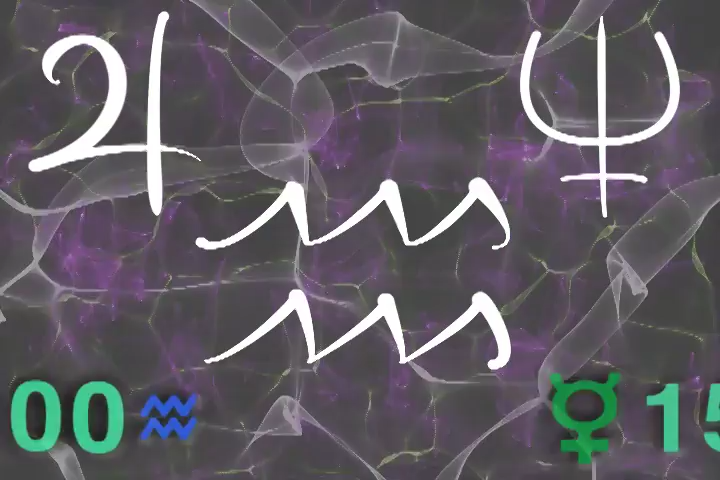 ♃ ♆
♒
00♒ ☿ 15